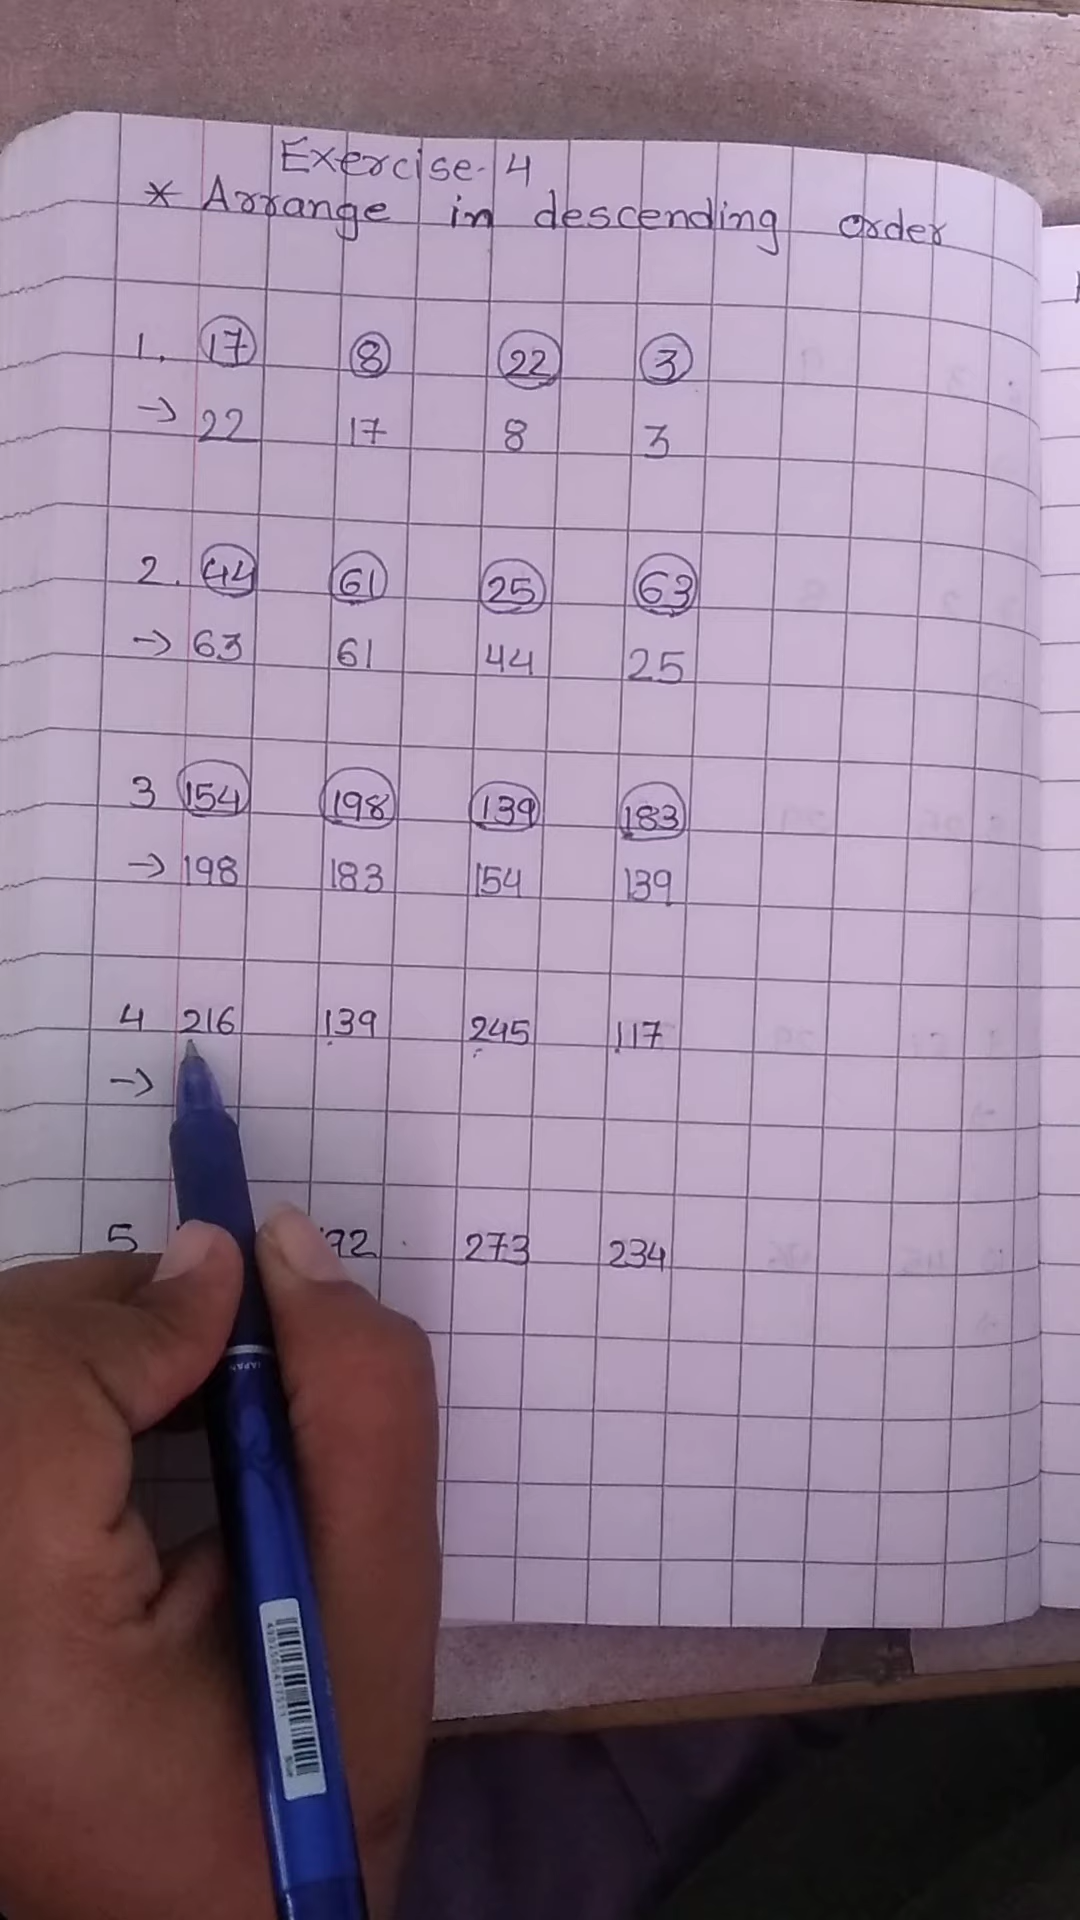 Exercise-4
* Arrange in descending order
1. 17 8 22 3
→ 22 17 8 3
2. 44 61 25 63
→ 63 61 44 25
3 154 198 139 183
→ 198 183 154 139
4 216 139 245 117
→
5 273 234
JAPAN